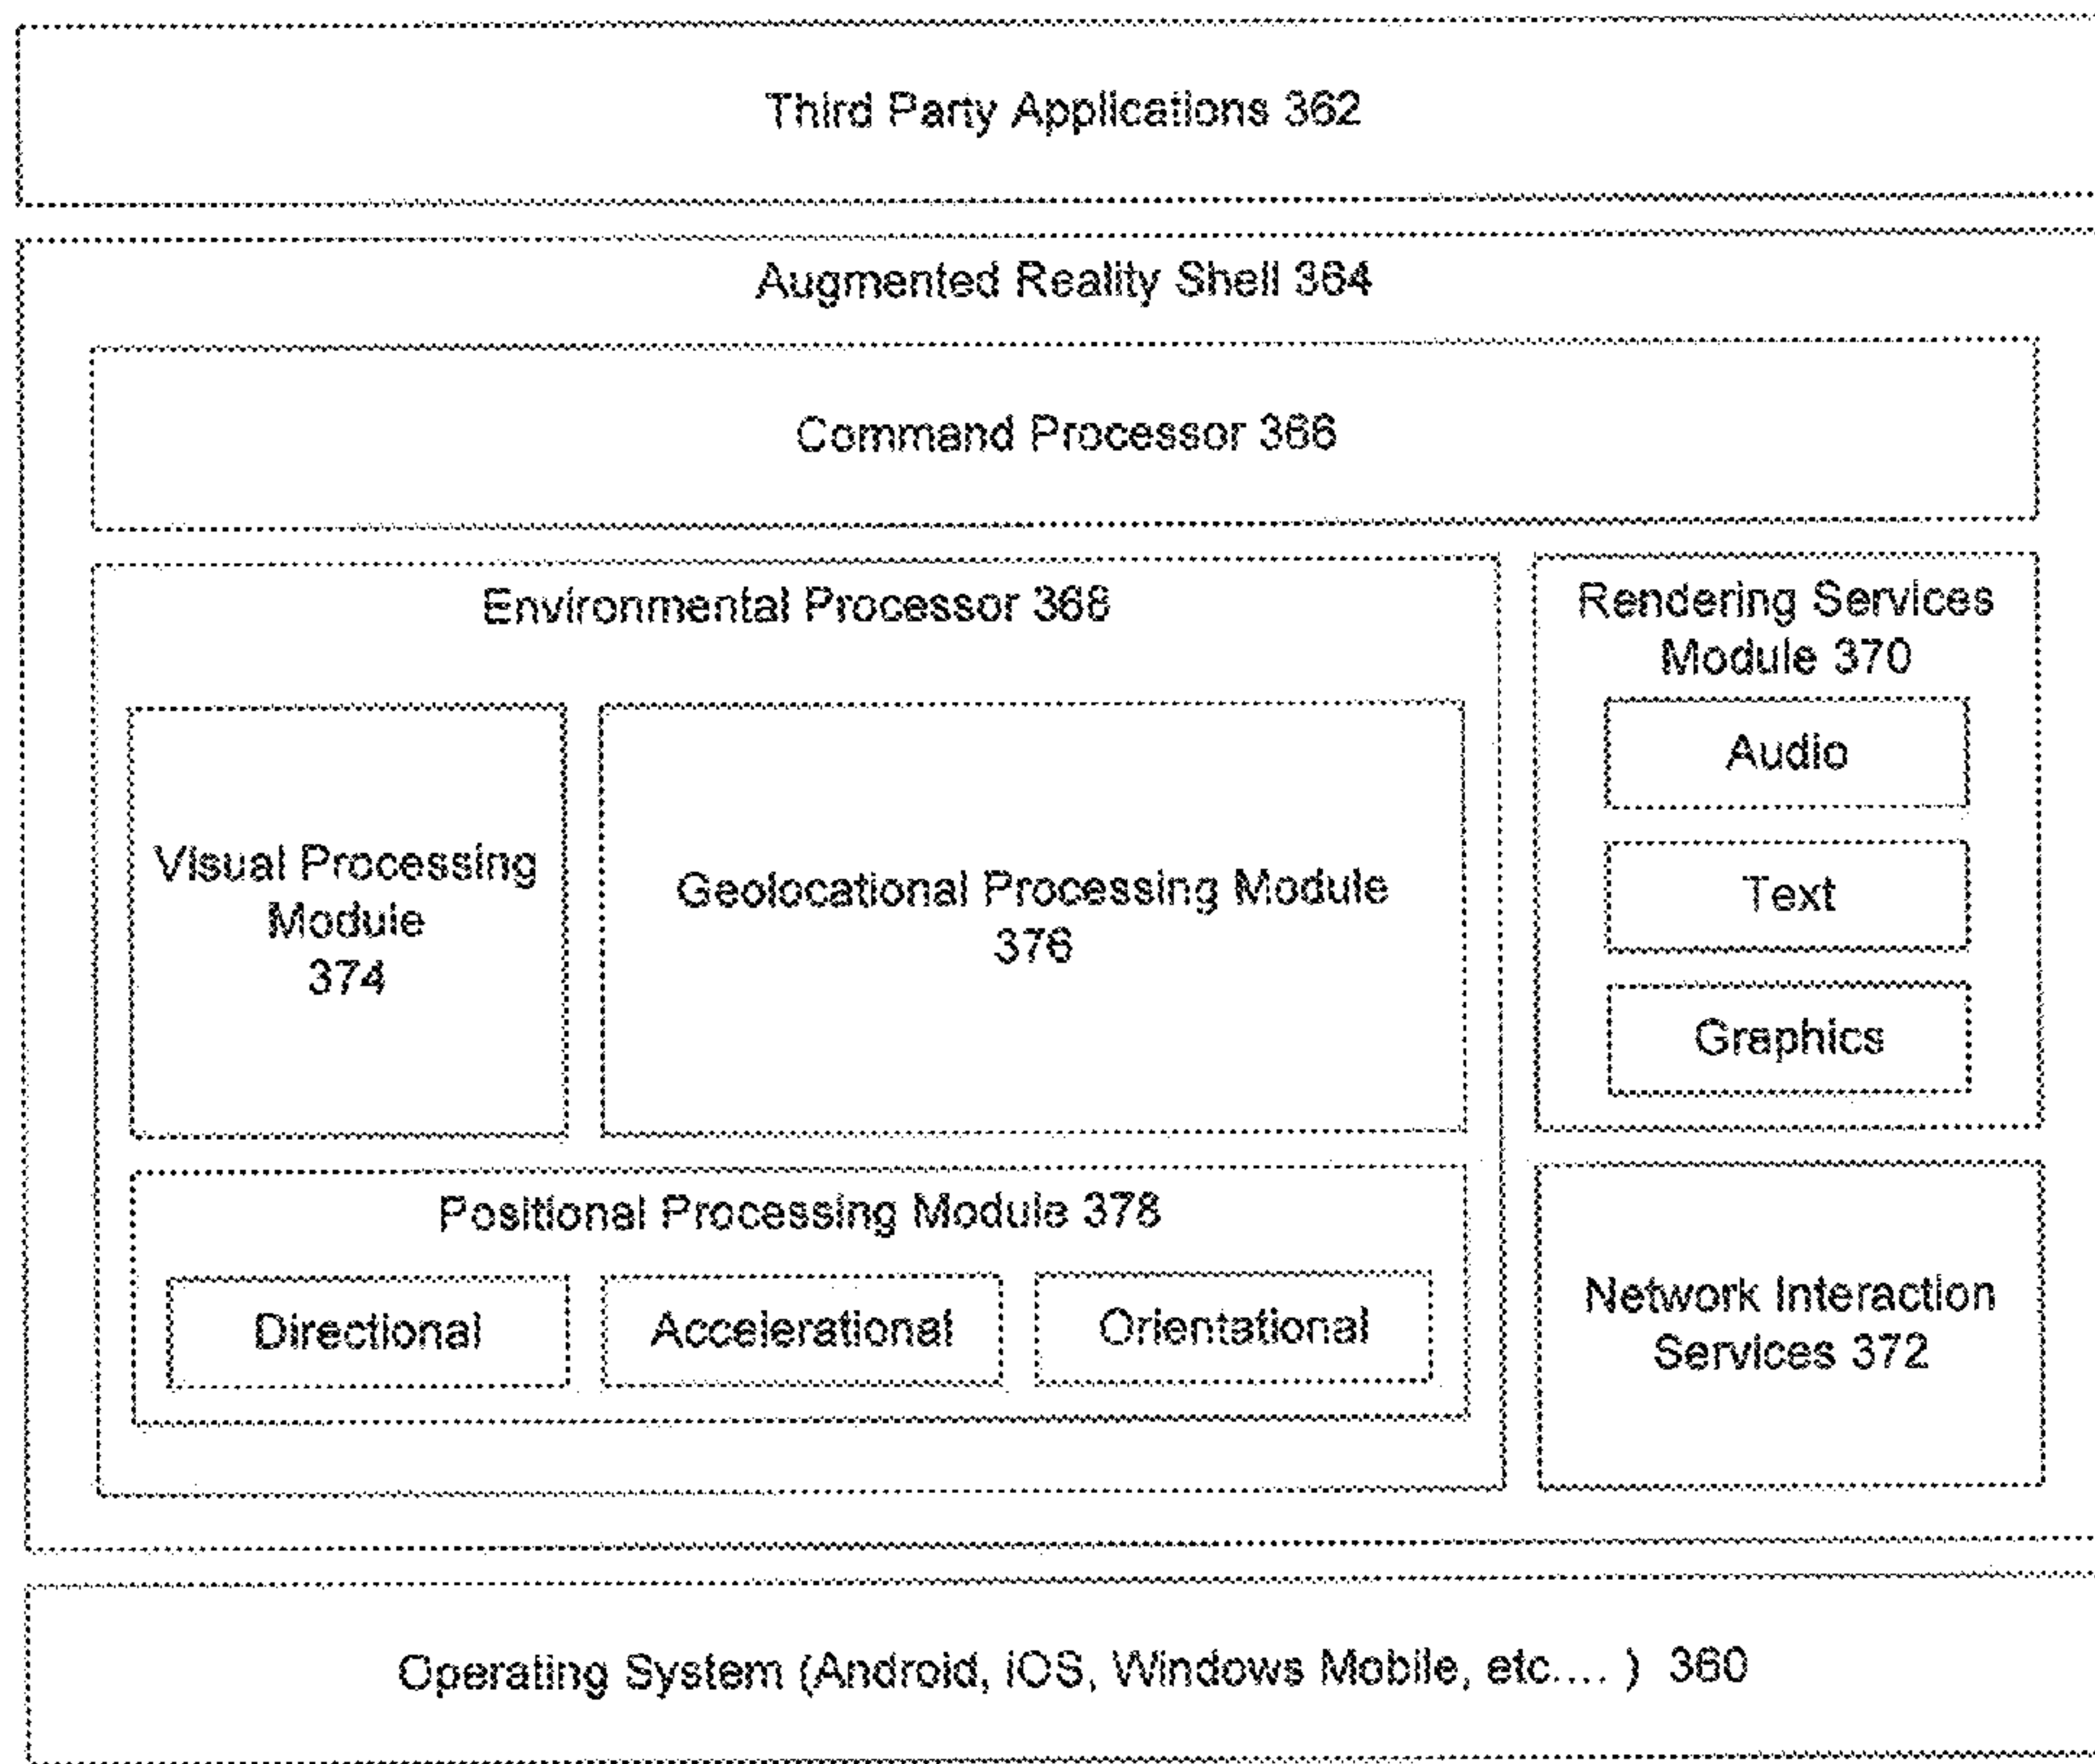 Third Party Applications 362
Augmented Reality Shell 364
Command Processor 366
Environmental Processor 368
Rendering Services
Module 370
Visual Processing
Module
374
Geolocational Processing Module
376
Audio
Text
Graphics
Positional Processing Module 378
Directional
Accelerational
Orientational
Network Interaction
Services 372
Operating System (Android, iOS, Windows Mobile, etc.... ) 360